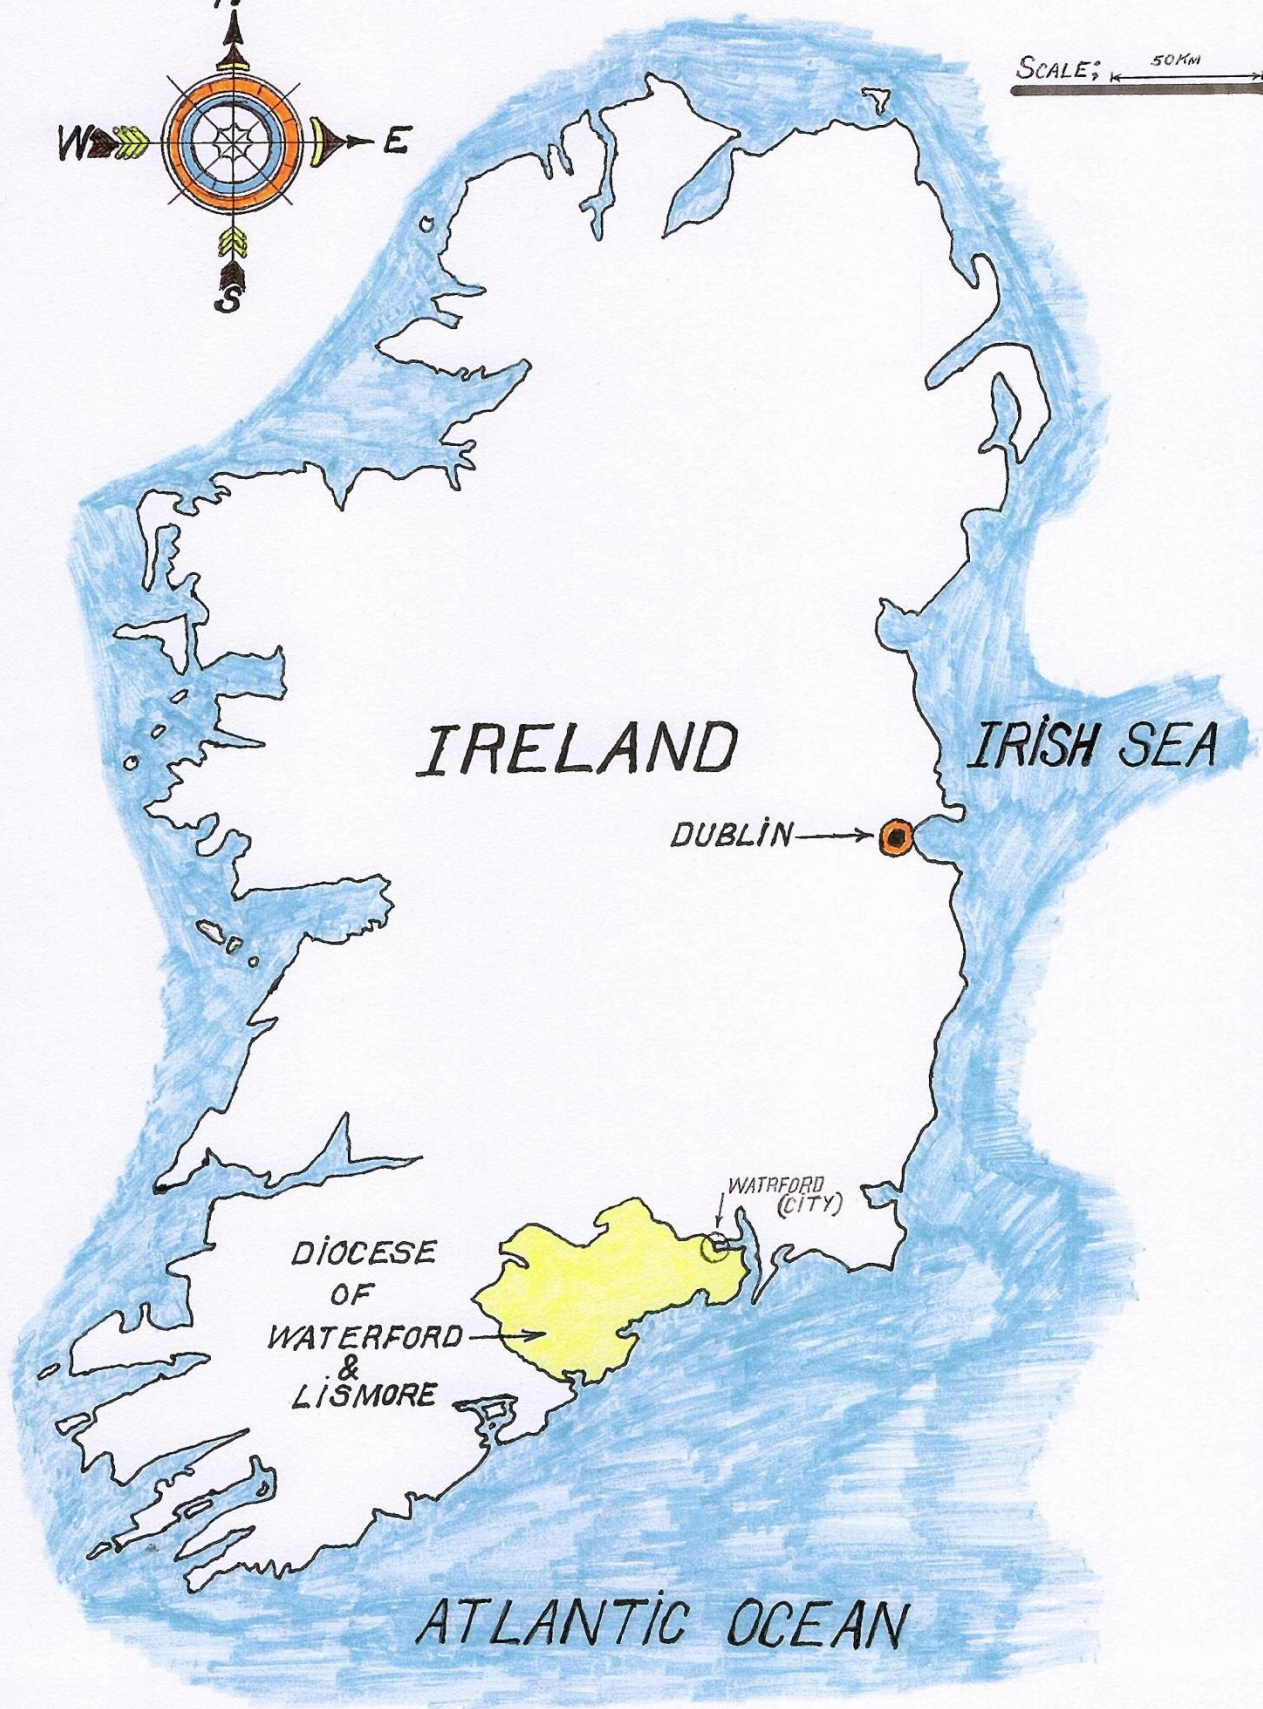 N
W
E
S
SCALE: 50KM
IRELAND
IRISH SEA
DUBLIN
WATRFORD
(CITY)
DIOCESE
OF
WATERFORD
&
LISMORE
ATLANTIC OCEAN